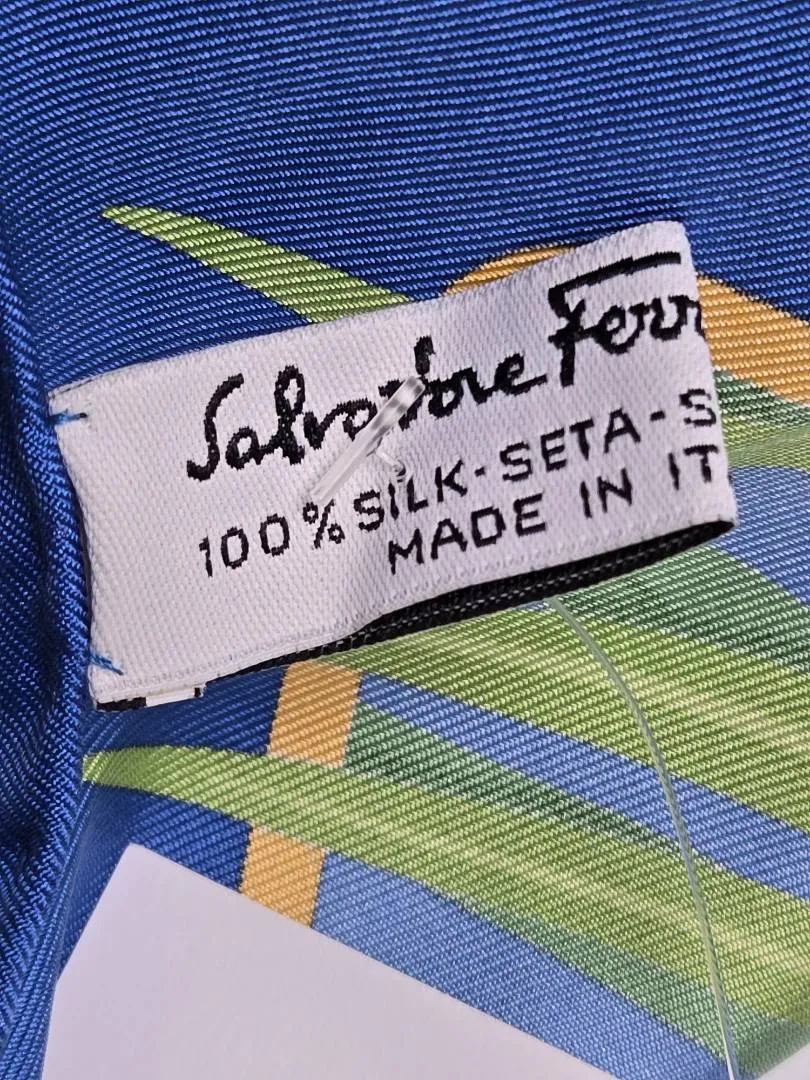 Salvatore Ferr
100% SILK-SETA-S
MADE IN IT